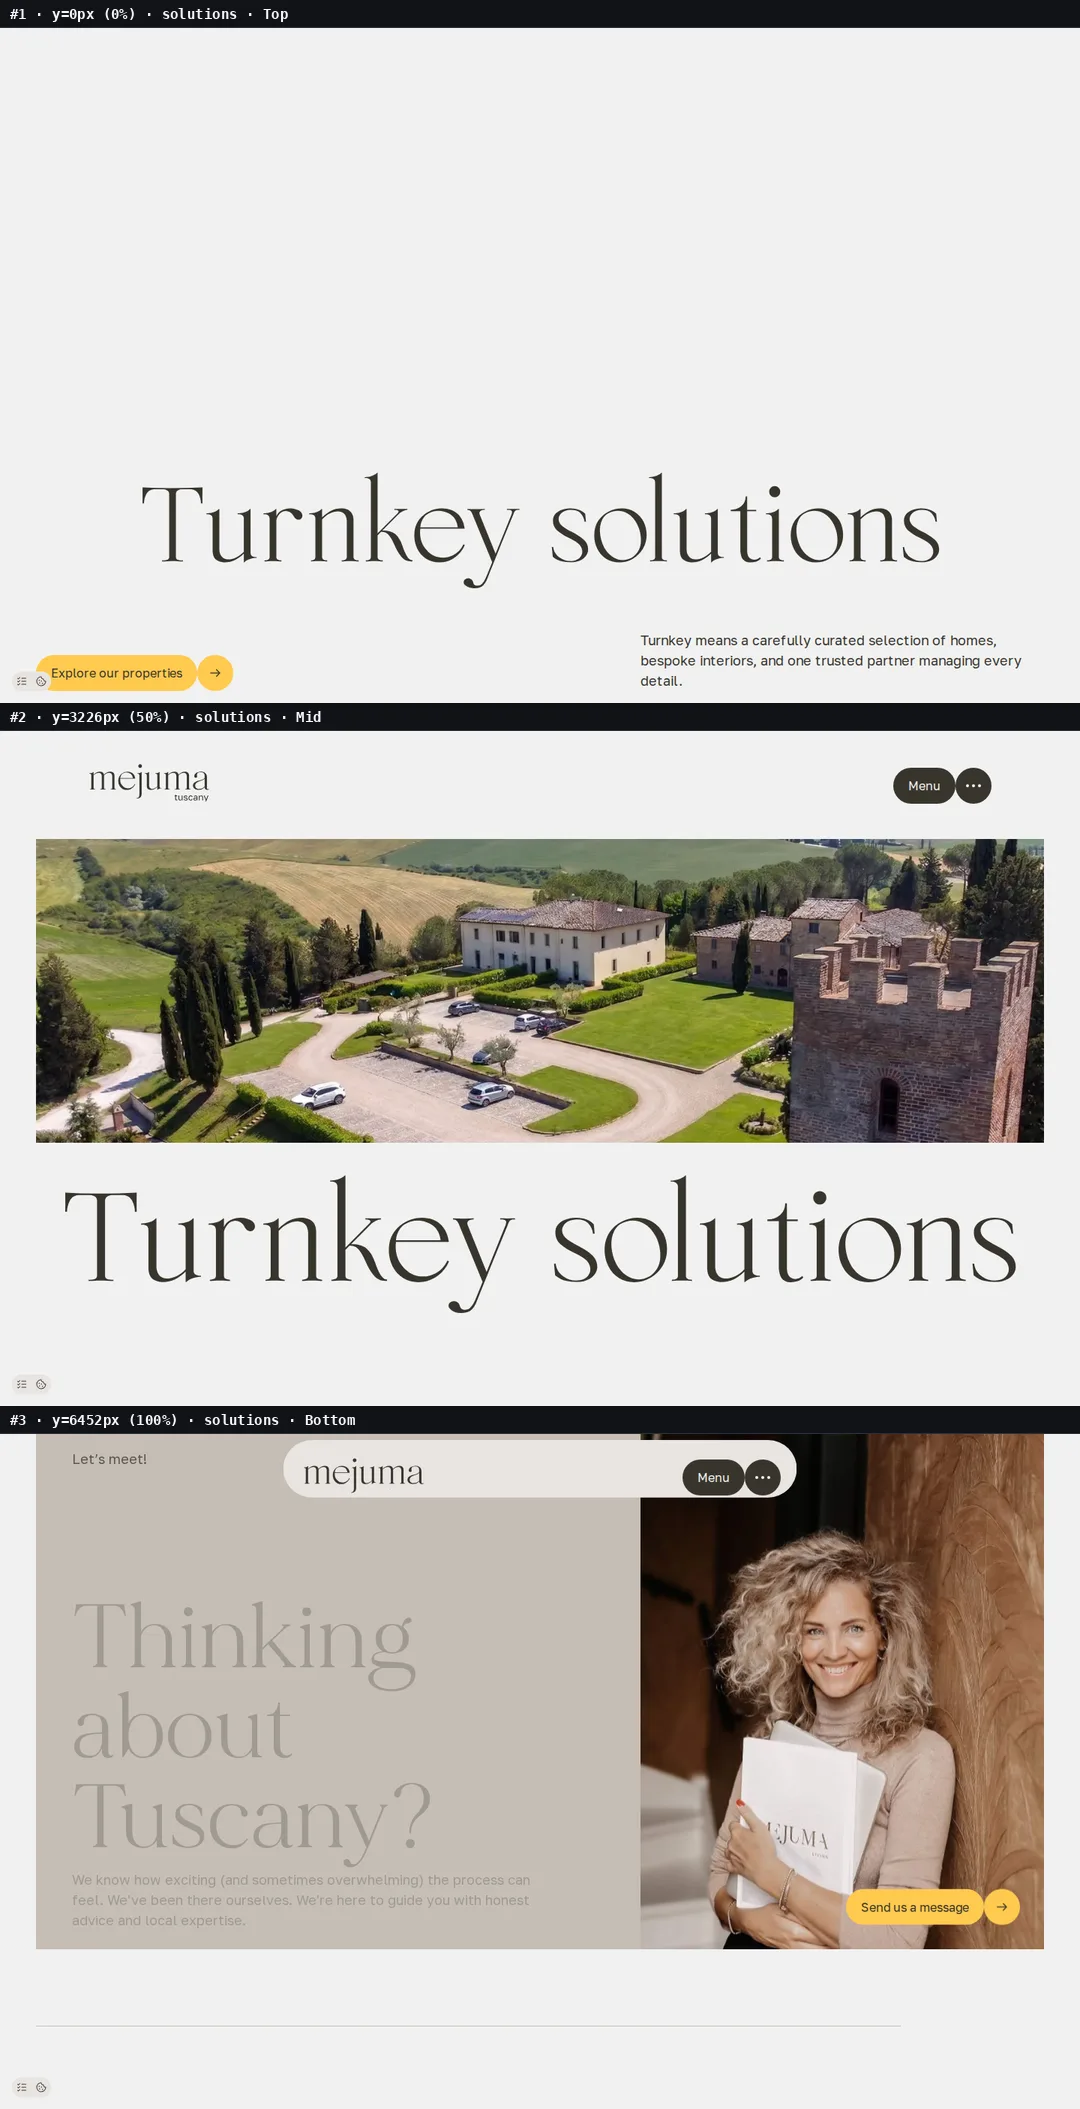 #1 · y=0px (0%) · solutions · Top
Turnkey solutions
Turnkey means a carefully curated selection of homes,
bespoke interiors, and one trusted partner managing every
detail.
Explore our properties
#2 · y=3226px (50%) · solutions · Mid
mejuma
tuscany
Menu
Turnkey solutions
#3 · y=6452px (100%) · solutions · Bottom
Let's meet!
mejuma
Menu
Thinking
about
Tuscany?
We know how exciting (and sometimes overwhelming) the process can
feel. We've been there ourselves. We're here to guide you with honest
advice and local expertise.
EJUMA
Send us a message